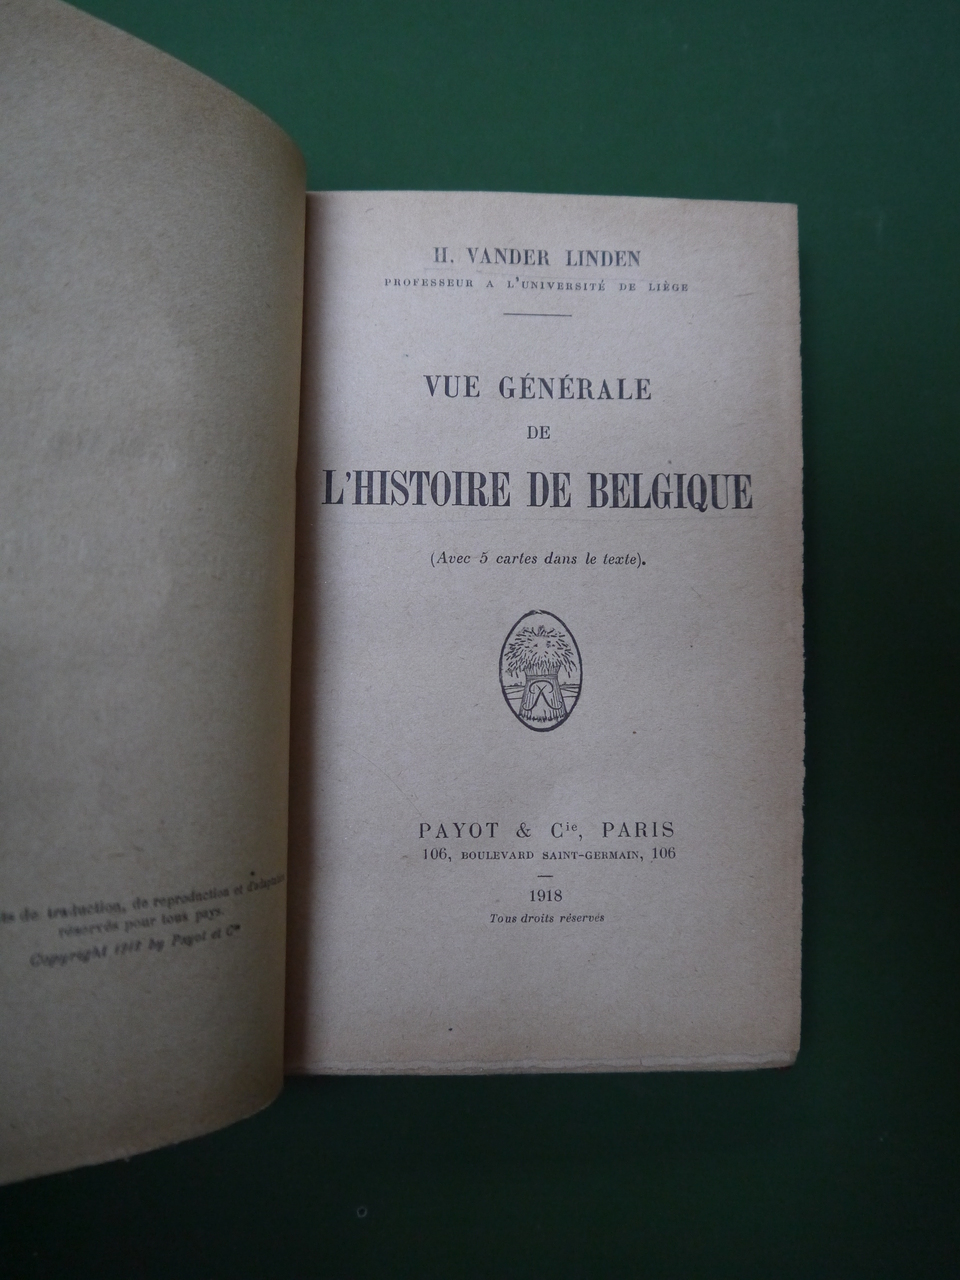 H. VANDER LINDEN
PROFESSEUR A L'UNIVERSITÉ DE LIÈGE
VUE GÉNÉRALE
DE
L'HISTOIRE DE BELGIQUE
(Avec 5 cartes dans le texte).
PAYOT & Cie, PARIS
106, BOULEVARD SAINT-GERMAIN, 106
1918
Tous droits réservés
de traduction, de reproduction et
réservés pour tous pays.
Copyright 1918 by Payot et Cie